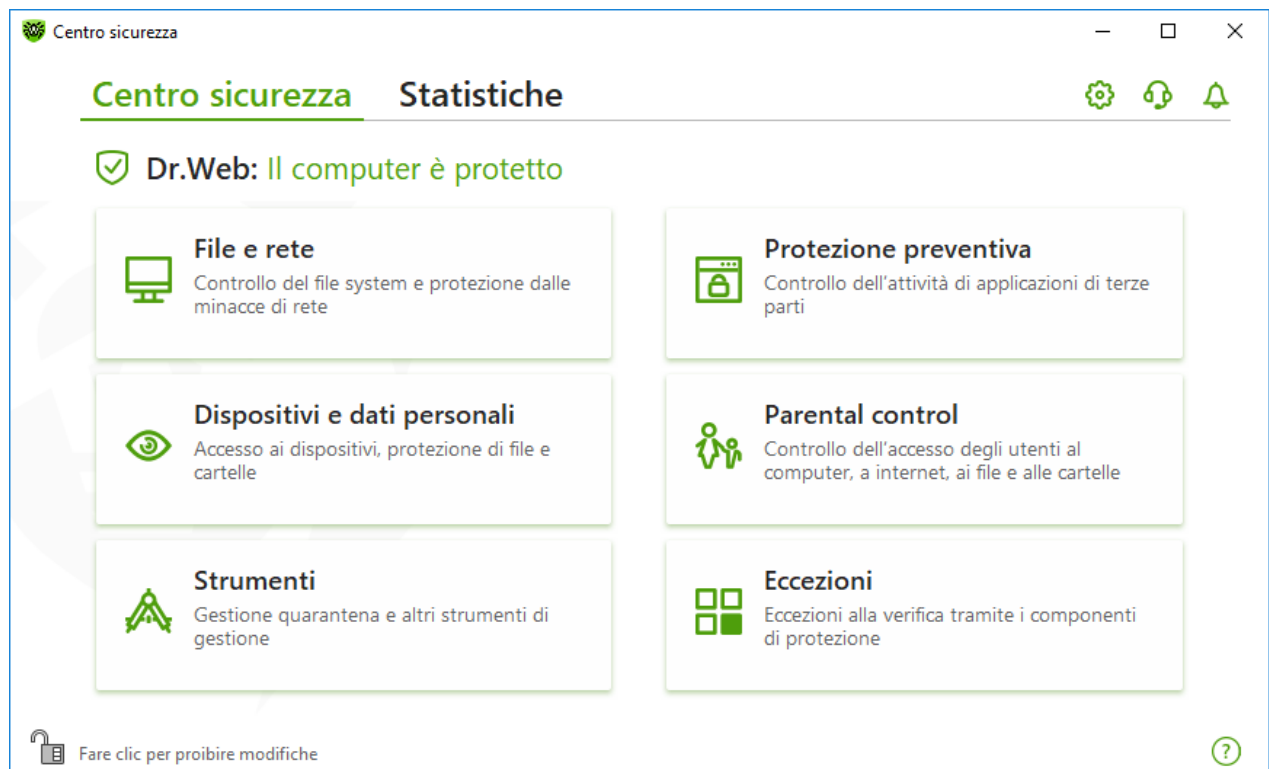 Centro sicurezza
Centro sicurezza Statistiche
Dr.Web: Il computer è protetto
File e rete
Controllo del file system e protezione dalle
minacce di rete
Protezione preventiva
Controllo dell'attività di applicazioni di terze
parti
Dispositivi e dati personali
Accesso ai dispositivi, protezione di file e
cartelle
Parental control
Controllo dell'accesso degli utenti al
computer, a internet, ai file e alle cartelle
Strumenti
Gestione quarantena e altri strumenti di
gestione
Eccezioni
Eccezioni alla verifica tramite i componenti
di protezione
Fare clic per proibire modifiche
?